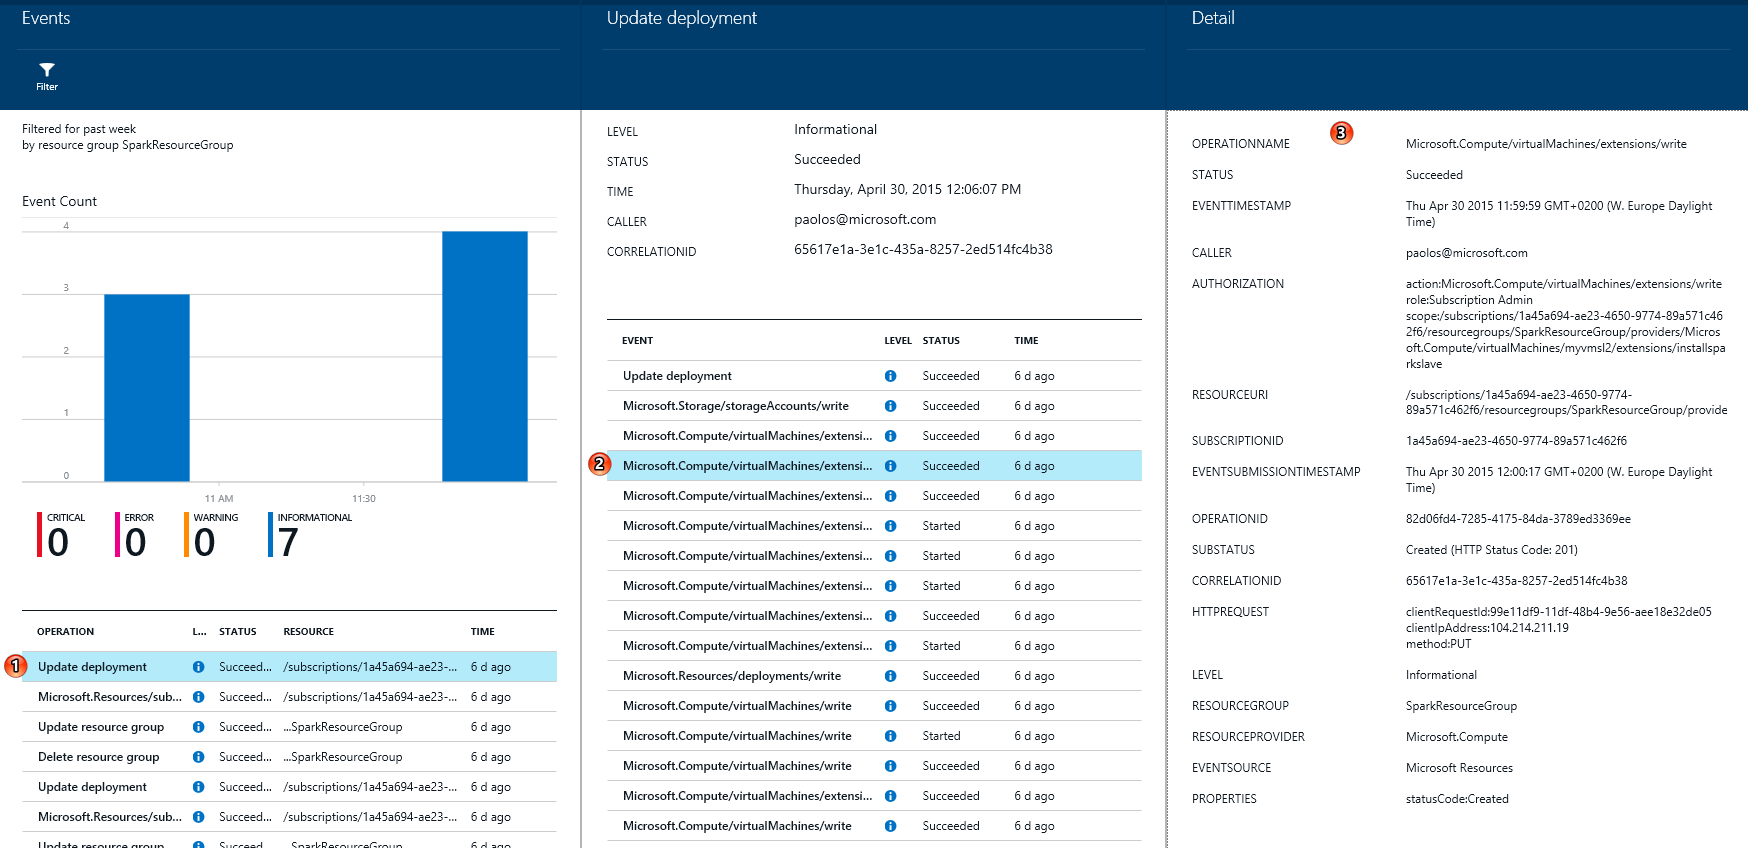 Events
Filter
Filtered for past week
by resource group SparkResourceGroup
Event Count
4
3
2
1
0
11 AM
11:30
CRITICAL
0
ERROR
0
WARNING
0
INFORMATIONAL
7
OPERATION L... STATUS RESOURCE TIME
1
Update deployment Succeed... /subscriptions/1a45a694-ae23-... 6 d ago
Microsoft.Resources/sub... Succeed... /subscriptions/1a45a694-ae23-... 6 d ago
Update resource group Succeed... ...SparkResourceGroup 6 d ago
Delete resource group Succeed... ...SparkResourceGroup 6 d ago
Update deployment Succeed... /subscriptions/1a45a694-ae23-... 6 d ago
Microsoft.Resources/sub... Succeed... /subscriptions/1a45a694-ae23-... 6 d ago
Update resource group Succeed... ...SparkResourceGroup 6 d ago
Update deployment
LEVEL Informational
STATUS Succeeded
TIME Thursday, April 30, 2015 12:06:07 PM
CALLER paolos@microsoft.com
CORRELATIONID 65617e1a-3e1c-435a-8257-2ed514fc4b38
EVENT LEVEL STATUS TIME
Update deployment Succeeded 6 d ago
Microsoft.Storage/storageAccounts/write Succeeded 6 d ago
Microsoft.Compute/virtualMachines/extensi... Succeeded 6 d ago
2
Microsoft.Compute/virtualMachines/extensi... Succeeded 6 d ago
Microsoft.Compute/virtualMachines/extensi... Succeeded 6 d ago
Microsoft.Compute/virtualMachines/extensi... Started 6 d ago
Microsoft.Compute/virtualMachines/extensi... Started 6 d ago
Microsoft.Compute/virtualMachines/extensi... Started 6 d ago
Microsoft.Compute/virtualMachines/extensi... Succeeded 6 d ago
Microsoft.Compute/virtualMachines/extensi... Started 6 d ago
Microsoft.Resources/deployments/write Succeeded 6 d ago
Microsoft.Compute/virtualMachines/write Succeeded 6 d ago
Microsoft.Compute/virtualMachines/write Started 6 d ago
Microsoft.Compute/virtualMachines/write Succeeded 6 d ago
Microsoft.Compute/virtualMachines/extensi... Succeeded 6 d ago
Microsoft.Compute/virtualMachines/write Succeeded 6 d ago
Detail
3
OPERATIONNAME Microsoft.Compute/virtualMachines/extensions/write
STATUS Succeeded
EVENTTIMESTAMP Thu Apr 30 2015 11:59:59 GMT+0200 (W. Europe Daylight
Time)
CALLER paolos@microsoft.com
AUTHORIZATION action:Microsoft.Compute/virtualMachines/extensions/write
role:Subscription Admin
scope:/subscriptions/1a45a694-ae23-4650-9774-89a571c46
2f6/resourcegroups/SparkResourceGroup/providers/Micros
oft.Compute/virtualMachines/myvmsl2/extensions/installspa
rkslave
RESOURCEURI /subscriptions/1a45a694-ae23-4650-9774-
89a571c462f6/resourcegroups/SparkResourceGroup/provide
SUBSCRIPTIONID 1a45a694-ae23-4650-9774-89a571c462f6
EVENTSUBMISSIONTIMESTAMP Thu Apr 30 2015 12:00:17 GMT+0200 (W. Europe Daylight
Time)
OPERATIONID 82d06fd4-7285-4175-84da-3789ed3369ee
SUBSTATUS Created (HTTP Status Code: 201)
CORRELATIONID 65617e1a-3e1c-435a-8257-2ed514fc4b38
HTTPREQUEST clientRequestId:99e11df9-11df-48b4-9e56-aee18e32de05
clientIpAddress:104.214.211.19
method:PUT
LEVEL Informational
RESOURCEGROUP SparkResourceGroup
RESOURCEPROVIDER Microsoft.Compute
EVENTSOURCE Microsoft Resources
PROPERTIES statusCode:Created